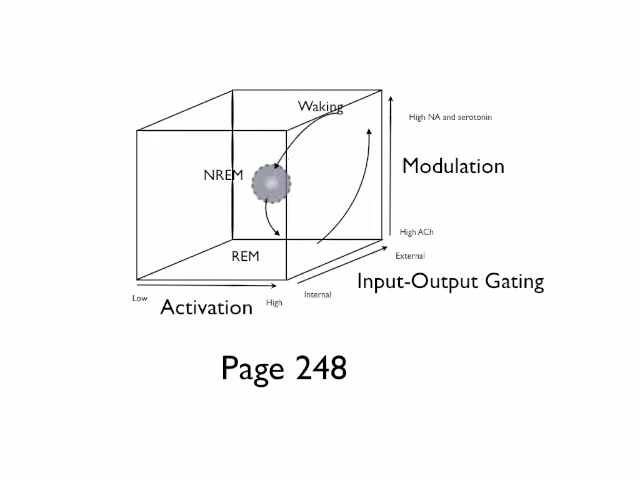 Waking
High NA and serotonin
Modulation
NREM
High ACh
REM
External
Input-Output Gating
Internal
Low
High
Activation
Page 248